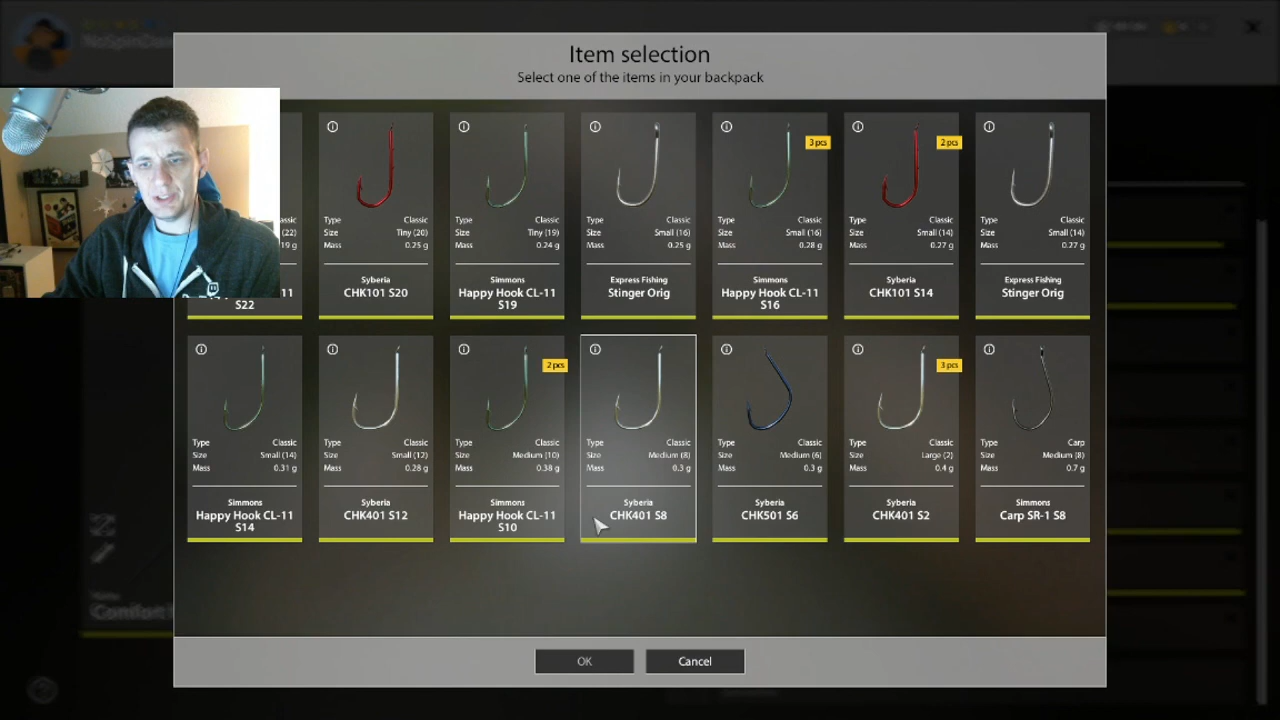 Item selection
Select one of the items in your backpack
3 pcs
2 pcs
Classic
Type Classic
Type Classic
Type Classic
Type Classic
Type Classic
Type Classic
(22)
Size Tiny (20)
Size Tiny (19)
Size Small (16)
Size Small (16)
Size Small (14)
Size Small (14)
19 g
Mass 0.25 g
Mass 0.24 g
Mass 0.25 g
Mass 0.28 g
Mass 0.27 g
Mass 0.27 g
S22
Syberia
CHK101 S20
Simmons
Happy Hook CL-11
S19
Express Fishing
Stinger Orig
Simmons
Happy Hook CL-11
S16
Syberia
CHK101 S14
Express Fishing
Stinger Orig
2 pcs
3 pcs
Type Classic
Type Classic
Type Classic
Type Classic
Type Classic
Type Classic
Type Carp
Size Small (14)
Size Small (12)
Size Medium (10)
Size Medium (8)
Size Medium (6)
Size Large (2)
Size Medium (8)
Mass 0.31 g
Mass 0.28 g
Mass 0.38 g
Mass 0.3 g
Mass 0.3 g
Mass 0.4 g
Mass 0.7 g
Simmons
Happy Hook CL-11
S14
Syberia
CHK401 S12
Simmons
Happy Hook CL-11
S10
Syberia
CHK401 S8
Syberia
CHK501 S6
Syberia
CHK401 S2
Simmons
Carp SR-1 S8
Comfort
OK
Cancel